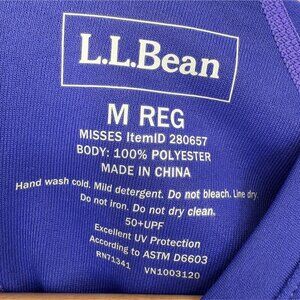 L.L.Bean
M REG
MISSES ItemID 280657
BODY: 100% POLYESTER
MADE IN CHINA
Hand wash cold. Mild detergent. Do not bleach. Line dry.
Do not iron. Do not dry clean.
50+UPF
Excellent UV Protection
According to ASTM D6603
RN71341 VN1003120